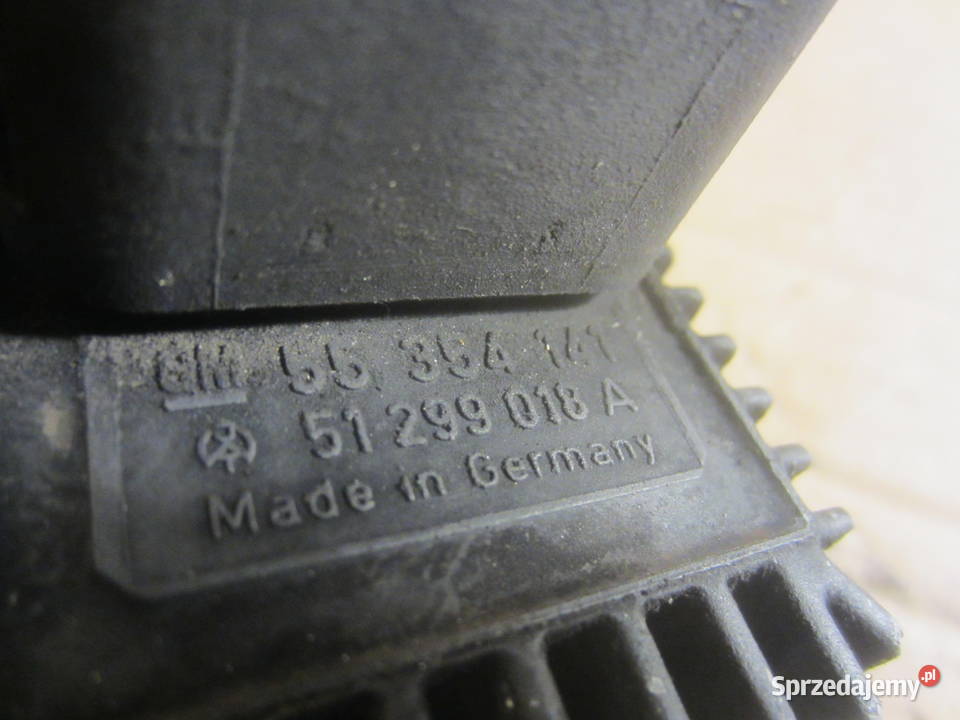 GM 55 354 141
51 299 018 A
Made in Germany
Sprzedajemy.pl